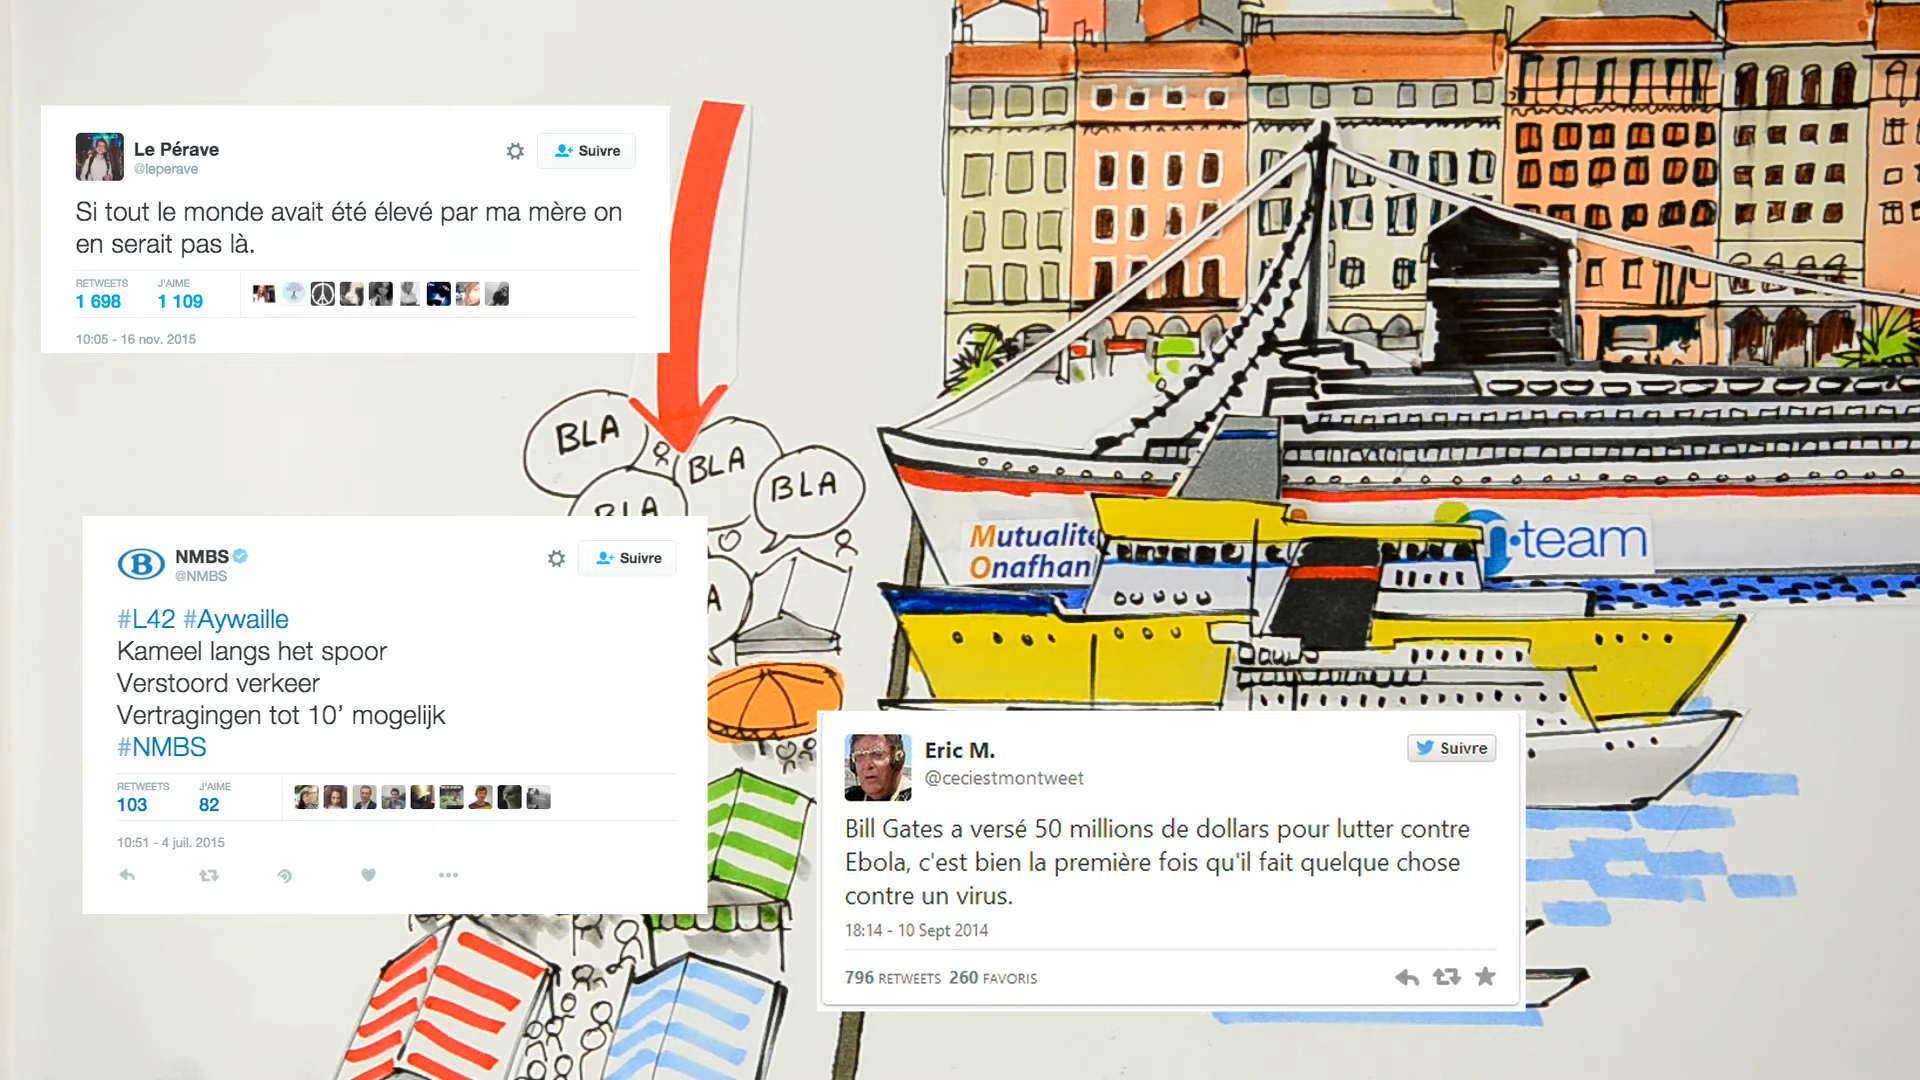 Le Pérave
@leperave
Suivre
Si tout le monde avait été élevé par ma mère on
en serait pas là.
RETWEETS J'AIME
1 698 1 109
10:05 - 16 nov. 2015
BLA
BLA
BLA
BLA
NMBS
@NMBS
Suivre
#L42 #Aywaille
Kameel langs het spoor
Verstoord verkeer
Vertragingen tot 10’ mogelijk
#NMBS
RETWEETS J'AIME
103 82
10:51 - 4 juil. 2015
Mutualite
Onafhan
team
Eric M.
@ceciestmontweet
Suivre
Bill Gates a versé 50 millions de dollars pour lutter contre
Ebola, c'est bien la première fois qu'il fait quelque chose
contre un virus.
18:14 - 10 Sept 2014
796 RETWEETS 260 FAVORIS